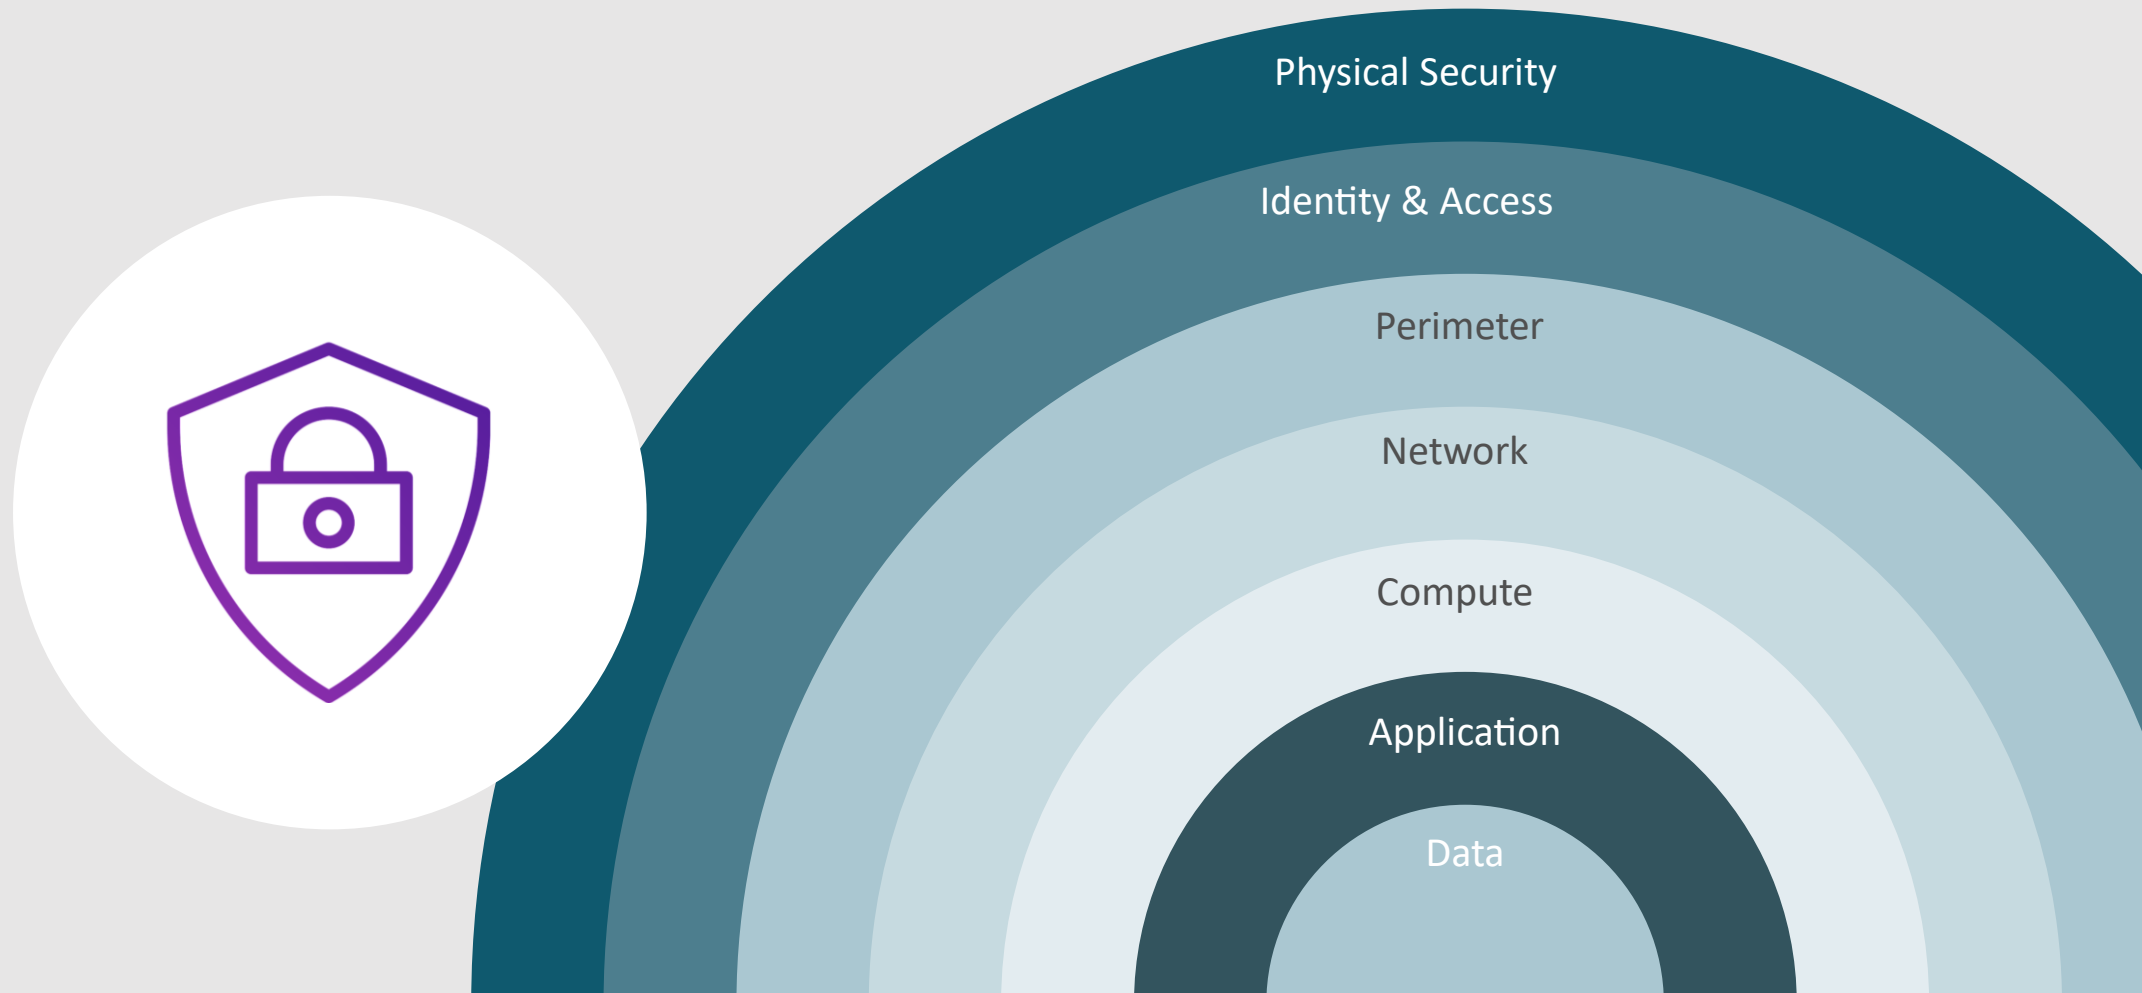 Physical Security
Identity & Access
Perimeter
Network
Compute
Application
Data